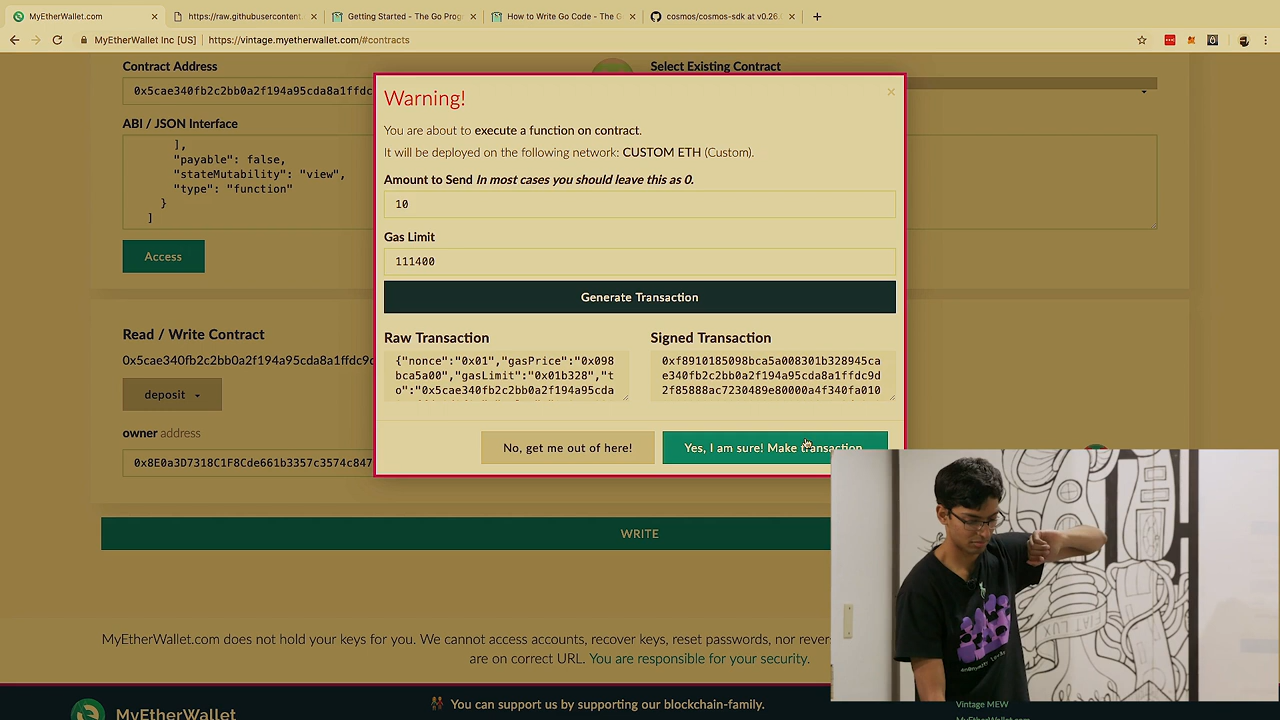 MyEtherWallet
https://raw.githubusercontent.
Getting Started - The Go Prog
How to Write Go Code - The G
cosmos/cosmos-sdk at v0.26.
MyEtherWallet Inc [US]
https://vintage.myetherwallet.com/#contracts
Contract Address
Select Existing Contract
0x5cae340fb2c2bb0a2f194a95cda8a1ffdc
ABI / JSON Interface
],
"payable": false,
"stateMutability": "view",
"type": "function"
}
]
Access
Read / Write Contract
0x5cae340fb2c2bb0a2f194a95cda8a1ffdc9
deposit
owner address
0x8E0a3D7318C1F8Cde661b3357c3574c847
WRITE
Warning!
×
You are about to execute a function on contract.
It will be deployed on the following network: CUSTOM ETH (Custom).
Amount to Send In most cases you should leave this as 0.
10
Gas Limit
111400
Generate Transaction
Raw Transaction
Signed Transaction
{"nonce":"0x01","gasPrice":"0x098
bca5a00","gasLimit":"0x01b328","t
o":"0x5cae340fb2c2bb0a2f194a95cda
0xf8910185098bca5a008301b328945ca
e340fb2c2bb0a2f194a95cda8a1ffdc9d
2f85888ac7230489e80000a4f340fa010
No, get me out of here!
Yes, I am sure! Make transaction.
MyEtherWallet.com does not hold your keys for you. We cannot access accounts, recover keys, reset passwords, nor rever
are on correct URL. You are responsible for your security.
MyEtherWallet
You can support us by supporting our blockchain-family.
Vintage MEW
MyEtherWallet.com
FIAT LUX